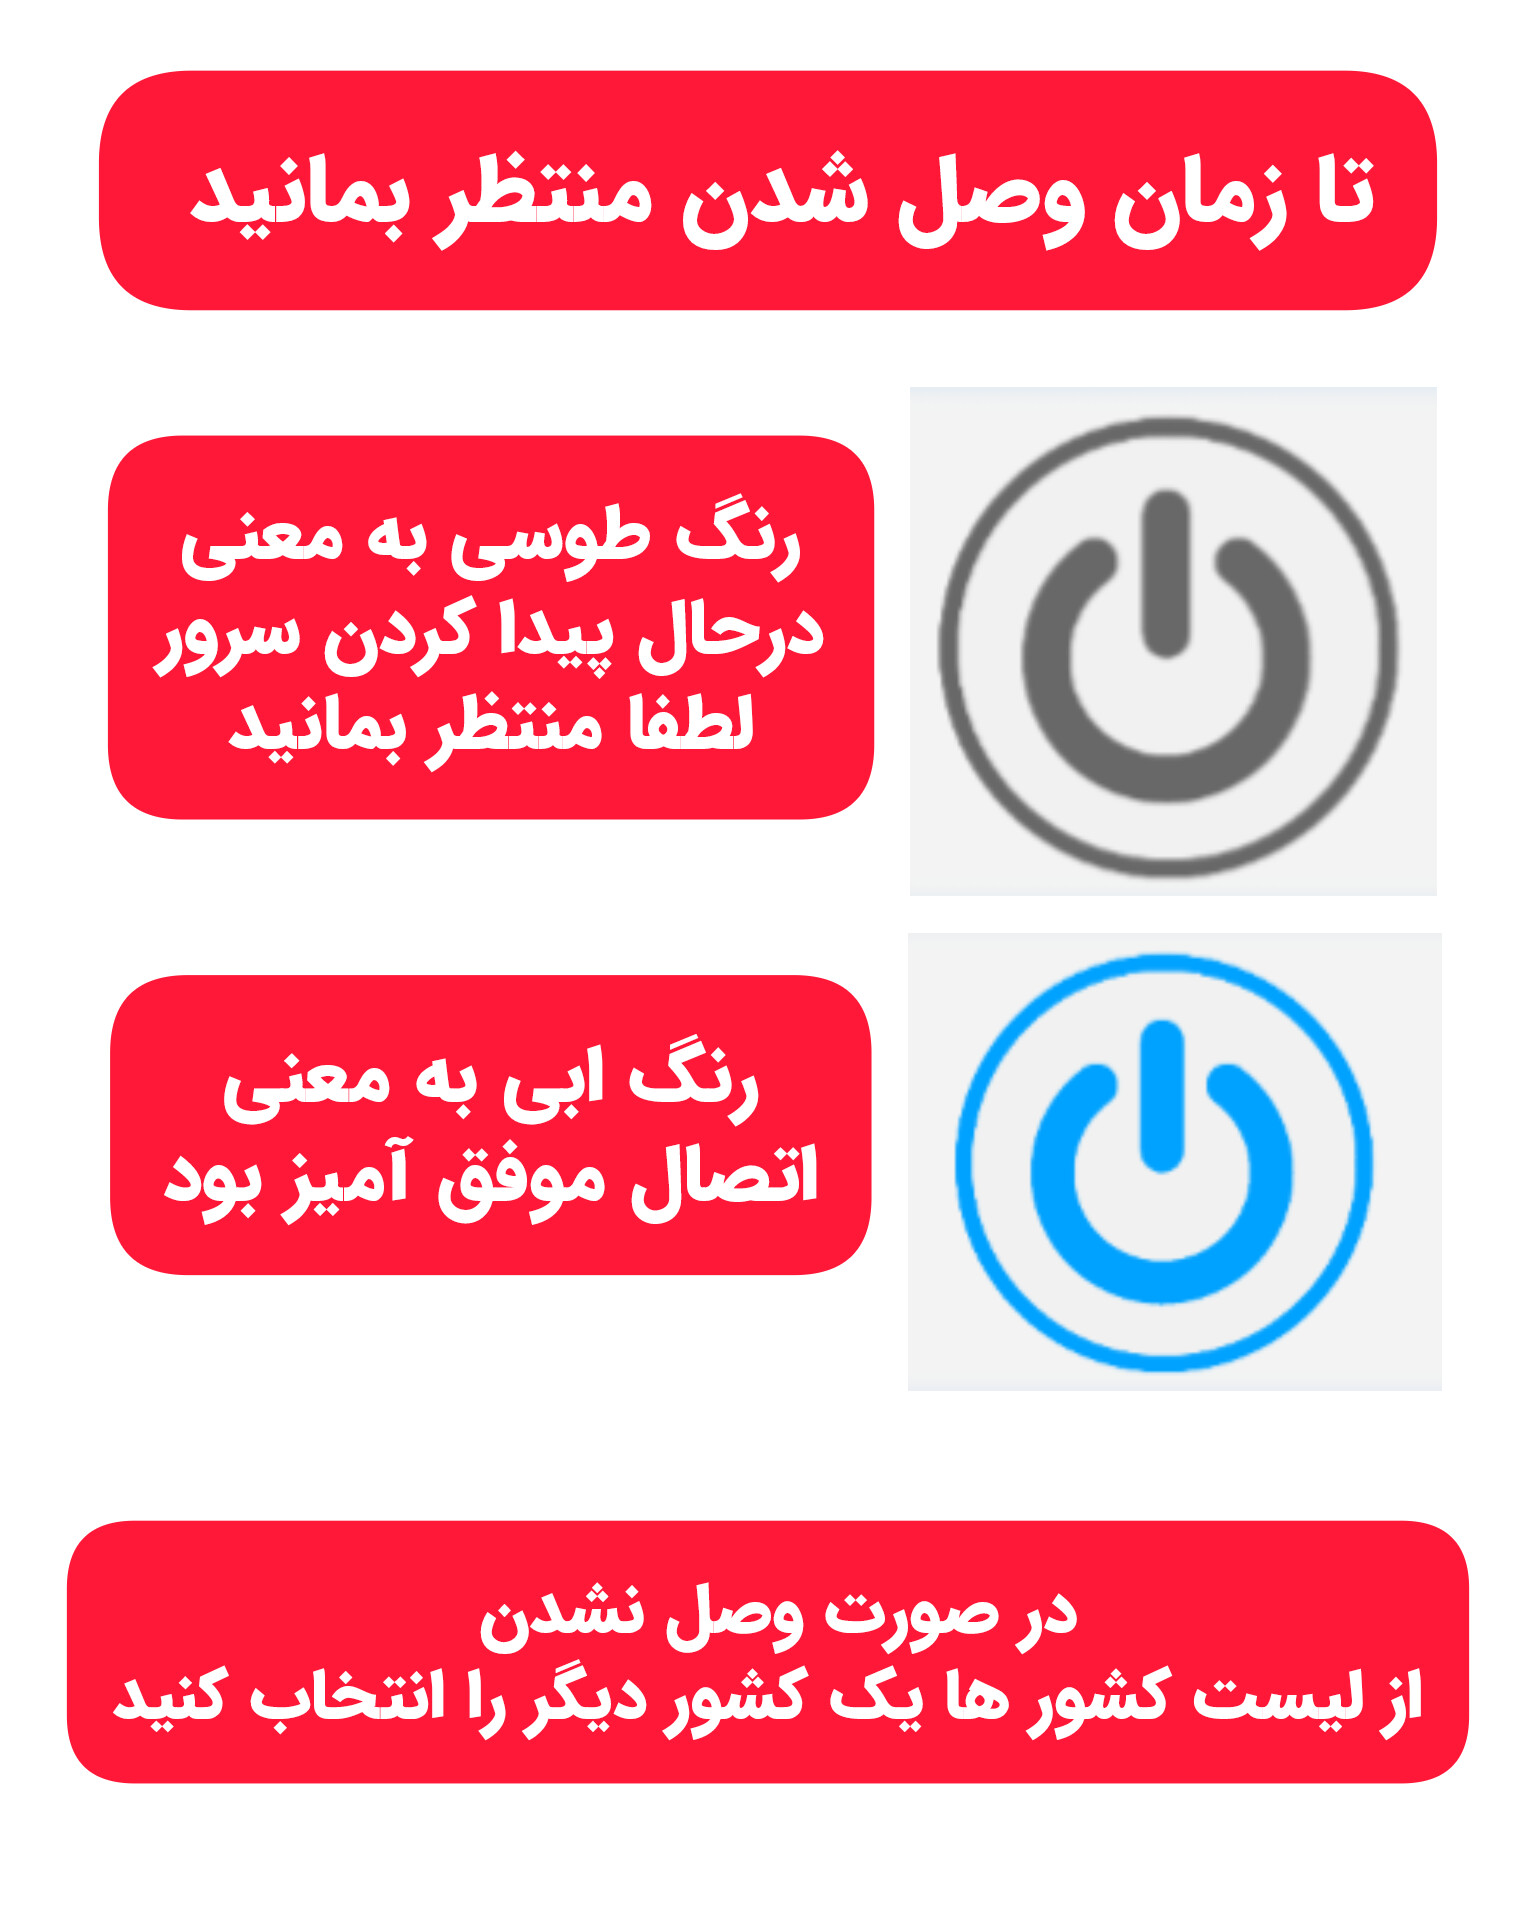 تا زمان وصل شدن منتظر بمانید
رنگ طوسی به معنی
درحال پیدا کردن سرور
لطفا منتظر بمانید
رنگ ابی به معنی
اتصال موفق آمیز بود
در صورت وصل نشدن
از لیست کشور ها یک کشور دیگر را انتخاب کنید